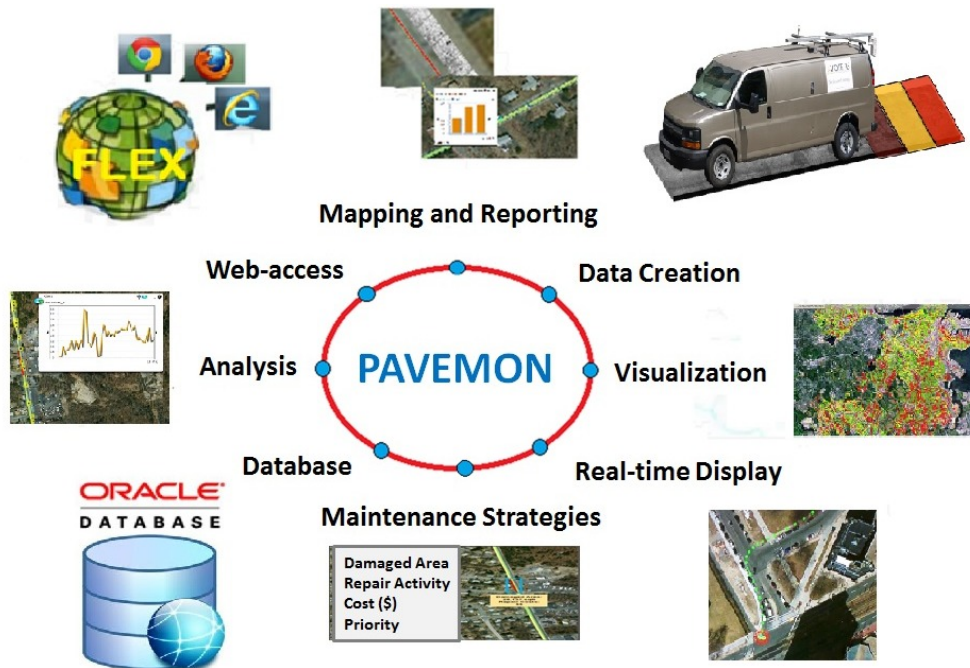 FLEX
Mapping and Reporting
Web-access
Data Creation
Analysis
PAVEMON
Visualization
Database
Real-time Display
ORACLE®
DATABASE
Maintenance Strategies
Damaged Area
Repair Activity
Cost ($)
Priority